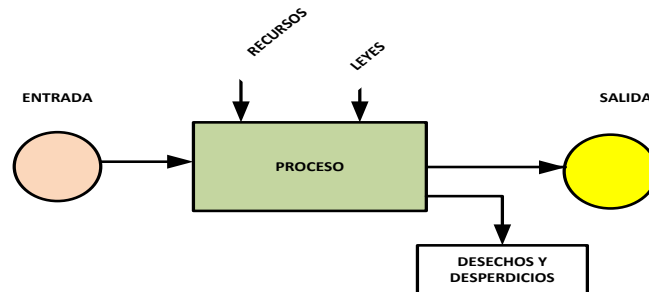 RECURSOS
LEYES
ENTRADA
SALIDA
PROCESO
DESECHOS Y
DESPERDICIOS